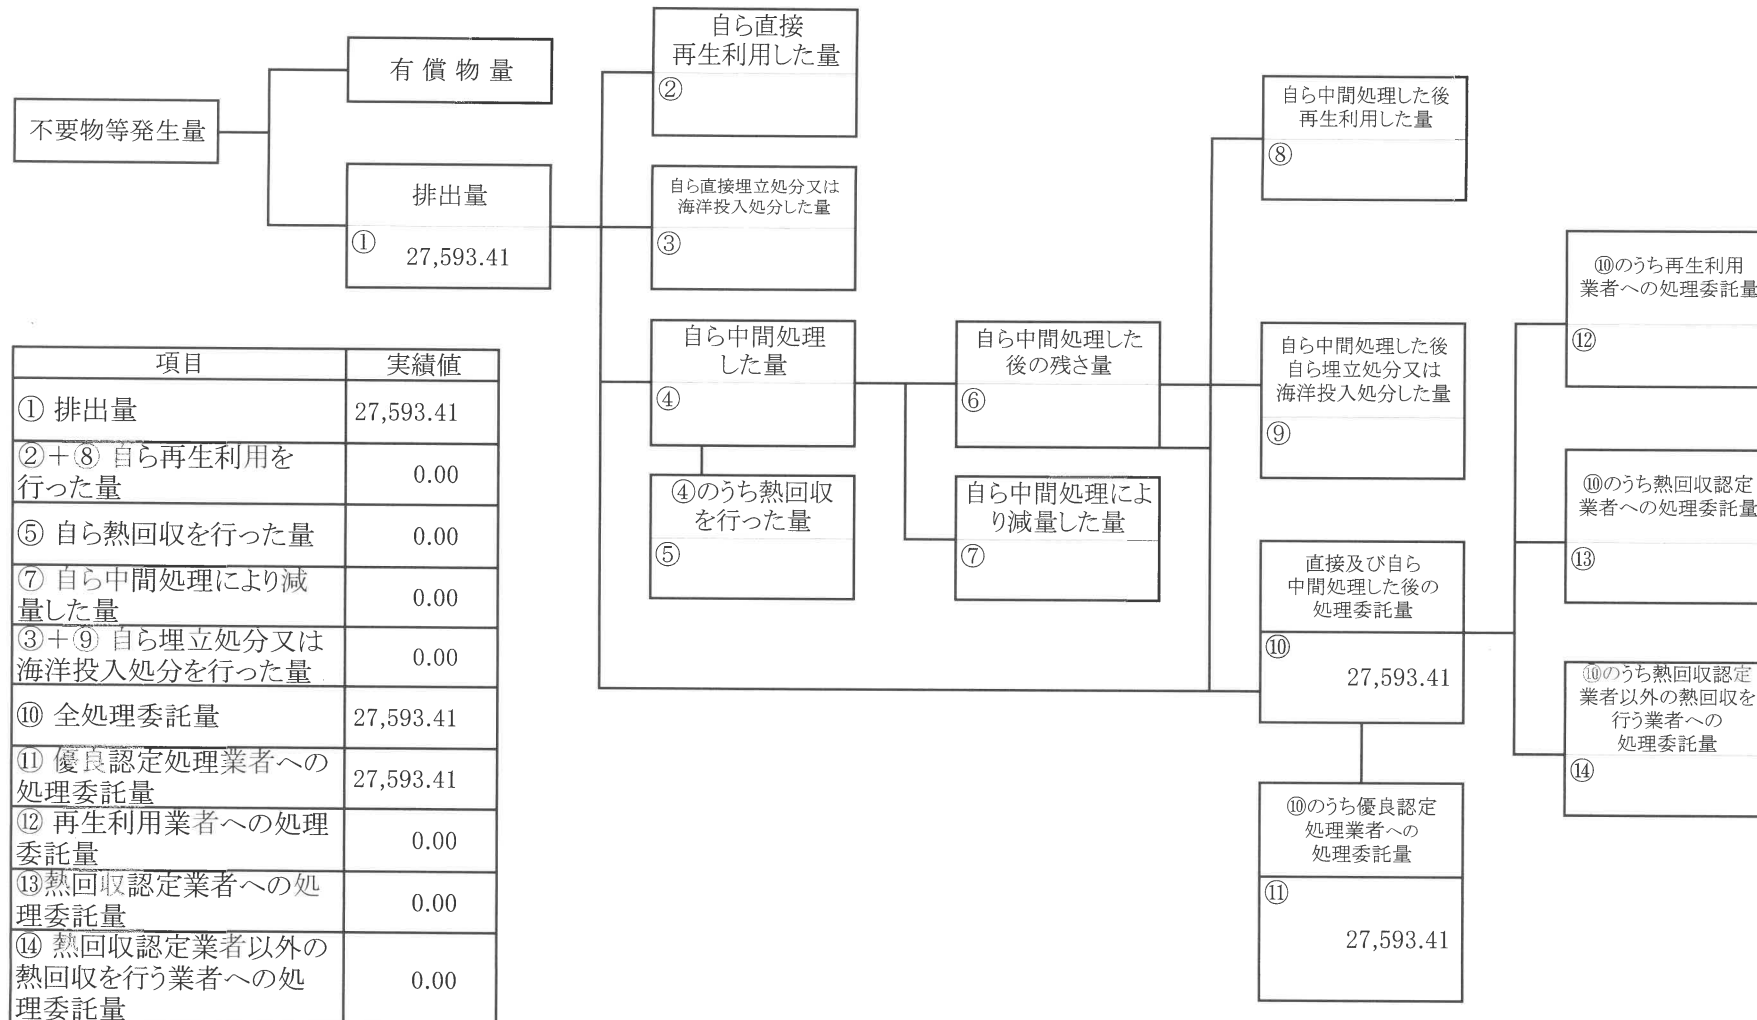 不要物等発生量
有償物量
排出量
①
27,593.41
自ら直接
再生利用した量
②
自ら直接埋立処分又は
海洋投入処分した量
③
自ら中間処理
した量
④
④のうち熱回収
を行った量
⑤
自ら中間処理した
後の残さ量
⑥
自ら中間処理によ
り減量した量
⑦
自ら中間処理した後
再生利用した量
⑧
自ら中間処理した後
自ら埋立処分又は
海洋投入処分した量
⑨
直接及び自ら
中間処理した後の
処理委託量
⑩
27,593.41
⑩のうち優良認定
処理業者への
処理委託量
⑪
27,593.41
⑩のうち再生利用
業者への処理委託量
⑫
⑩のうち熱回収認定
業者への処理委託量
⑬
⑩のうち熱回収認定
業者以外の熱回収を
行う業者への
処理委託量
⑭
項目 実績値
① 排出量 27,593.41
②+⑧ 自ら再生利用を
行った量 0.00
⑤ 自ら熱回収を行った量 0.00
⑦ 自ら中間処理により減
量した量 0.00
③+⑨ 自ら埋立処分又は
海洋投入処分を行った量 0.00
⑩ 全処理委託量 27,593.41
⑪ 優良認定処理業者への
処理委託量 27,593.41
⑫ 再生利用業者への処理
委託量 0.00
⑬熱回収認定業者への処
理委託量 0.00
⑭ 熱回収認定業者以外の
熱回収を行う業者への処
理委託量 0.00